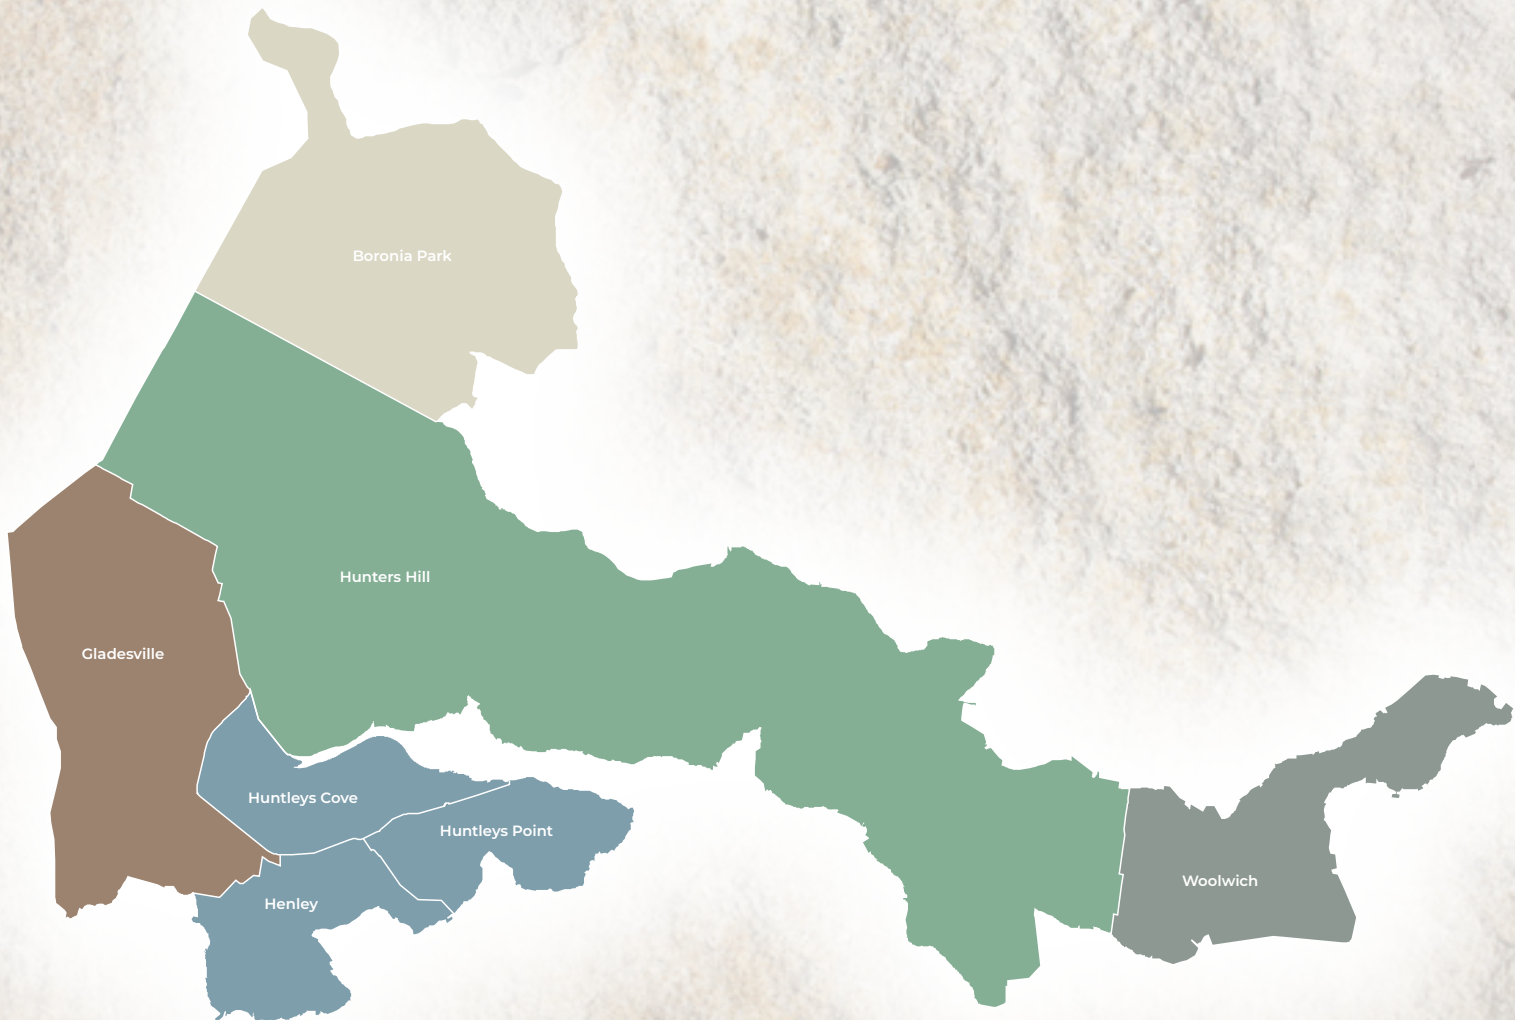 Boronia Park
Hunters Hill
Gladesville
Huntleys Cove
Huntleys Point
Woolwich
Henley